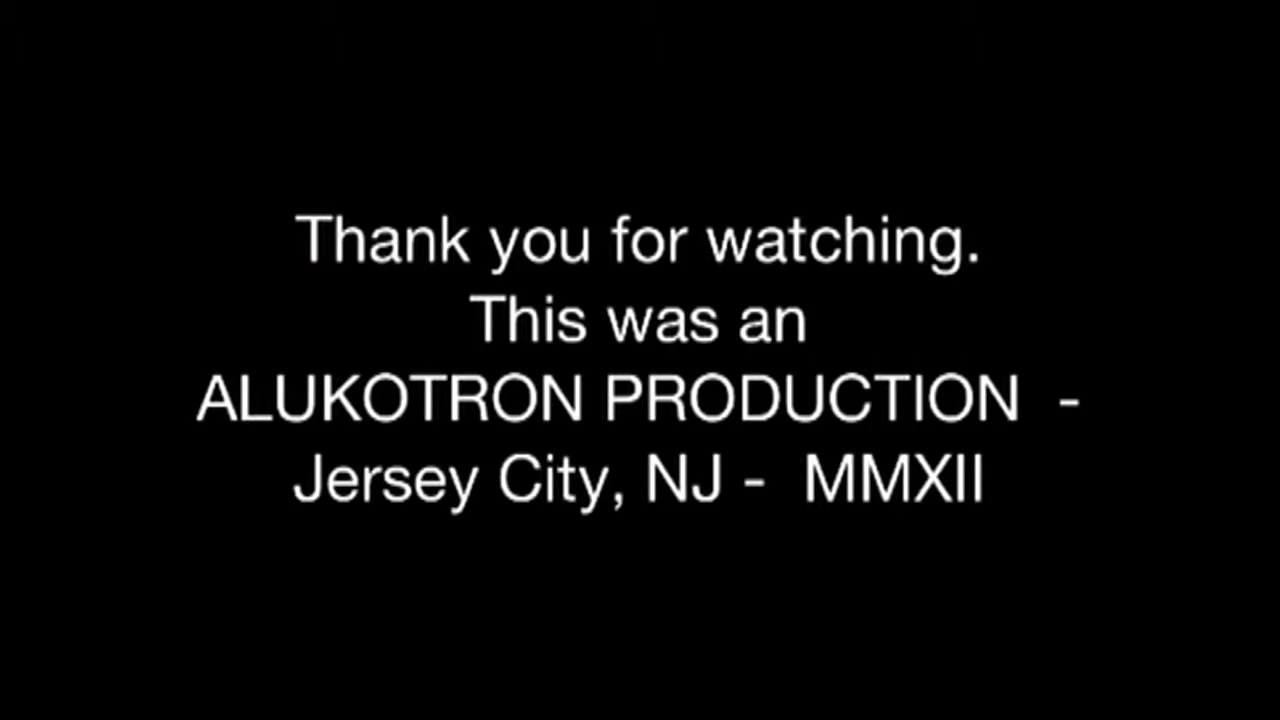 Thank you for watching.
This was an
ALUKOTRON PRODUCTION  -
Jersey City, NJ -  MMXII